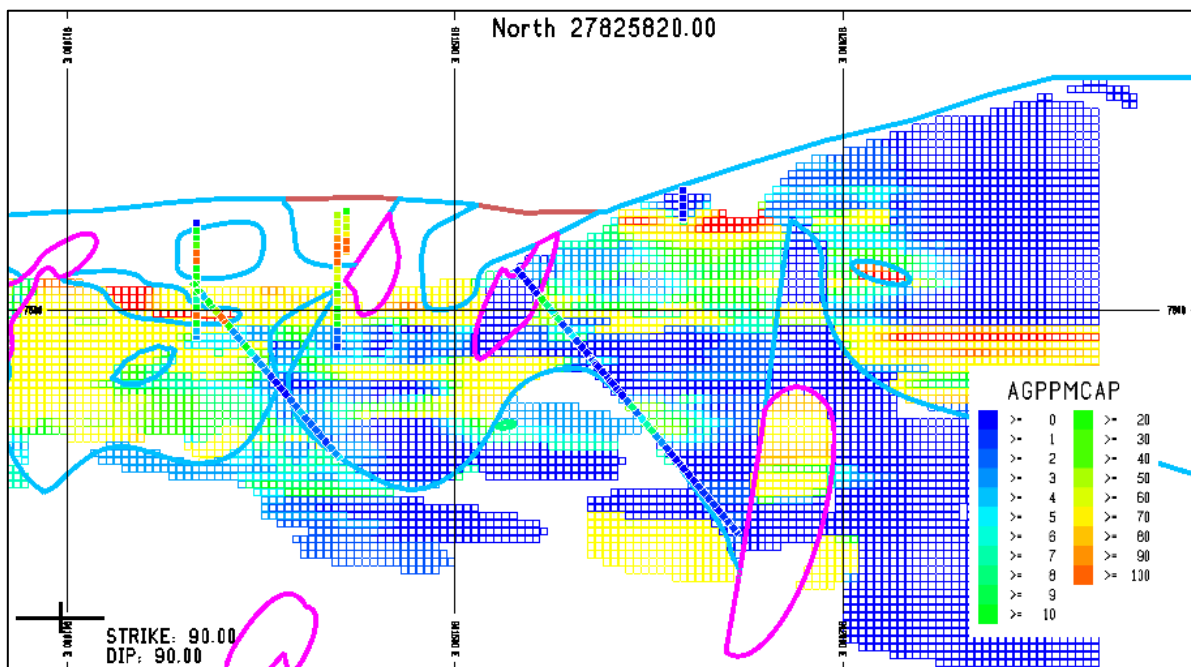 North 27825820.00
7500
AGPPMCAP
>= 0 >= 20
>= 1 >= 30
>= 2 >= 40
>= 3 >= 50
>= 4 >= 60
>= 5 >= 70
>= 6 >= 80
>= 7 >= 90
>= 8 >= 100
>= 9
>= 10
STRIKE: 90.00
DIP: 90.00